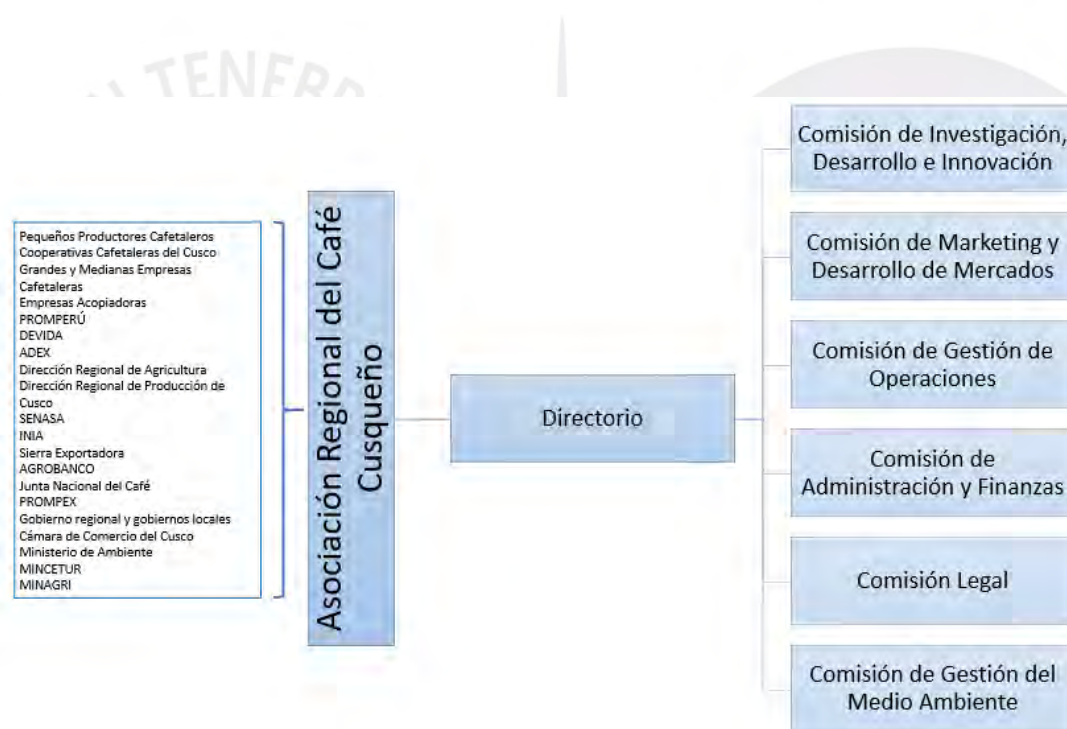 TENEBR
Pequeños Productores Cafetaleros
Cooperativas Cafetaleras del Cusco
Grandes y Medianas Empresas
Cafetaleras
Empresas Acopiadoras
PROMPERÚ
DEVIDA
ADEX
Dirección Regional de Agricultura
Dirección Regional de Producción de
Cusco
SENASA
INIA
Sierra Exportadora
AGROBANCO
Junta Nacional del Café
PROMPEX
Gobierno regional y gobiernos locales
Cámara de Comercio del Cusco
Ministerio de Ambiente
MINCETUR
MINAGRI
Asociación Regional del Café
Cusqueño
Directorio
Comisión de Investigación,
Desarrollo e Innovación
Comisión de Marketing y
Desarrollo de Mercados
Comisión de Gestión de
Operaciones
Comisión de
Administración y Finanzas
Comisión Legal
Comisión de Gestión del
Medio Ambiente